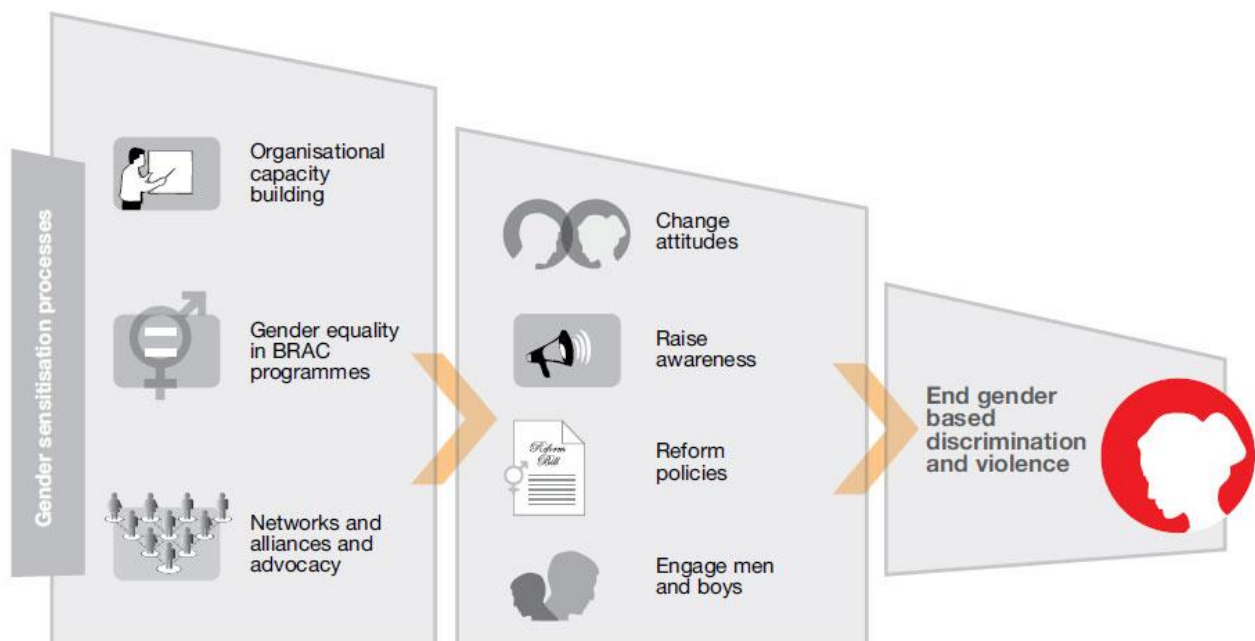 Gender sensitisation processes
Organisational
capacity
building
Gender equality
in BRAC
programmes
Networks and
alliances and
advocacy
Change
attitudes
Raise
awareness
Reform
Bill
Reform
policies
Engage men
and boys
End gender
based
discrimination
and violence